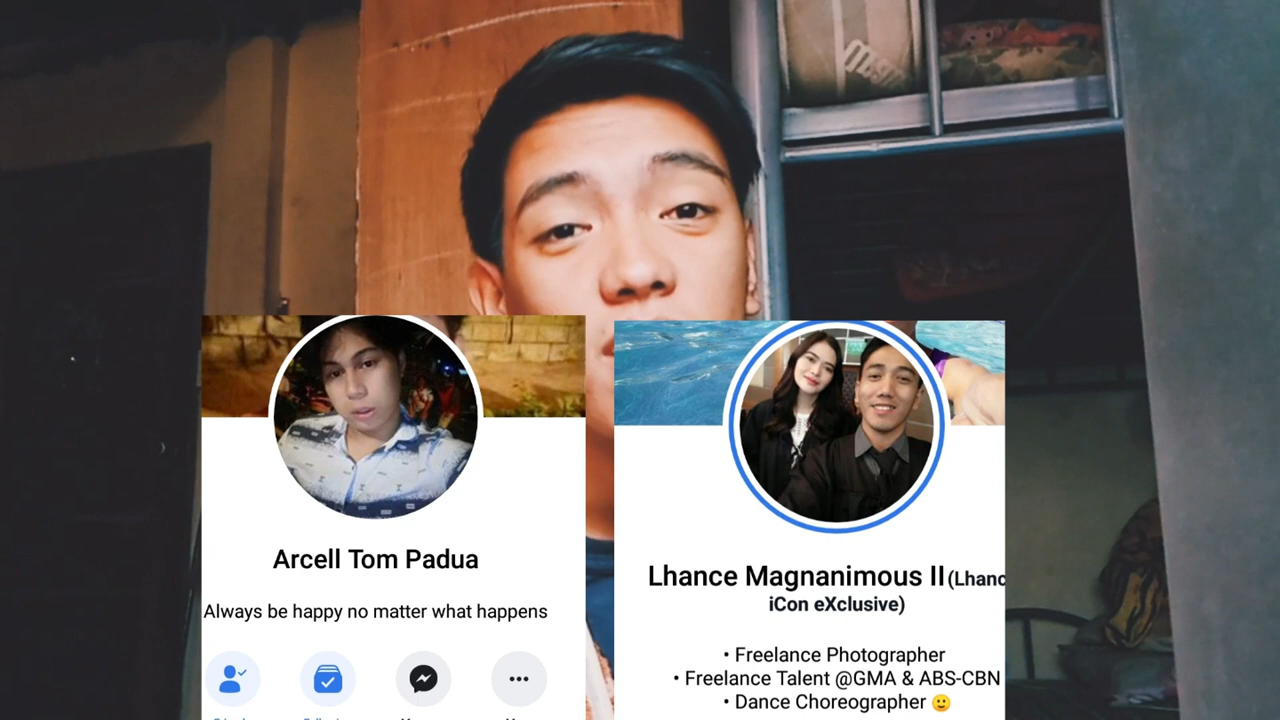 Arcell Tom Padua
Always be happy no matter what happens
Lhance Magnanimous II (Lhanc
iCon eXclusive)
• Freelance Photographer
• Freelance Talent @GMA & ABS-CBN
• Dance Choreographer 🙂